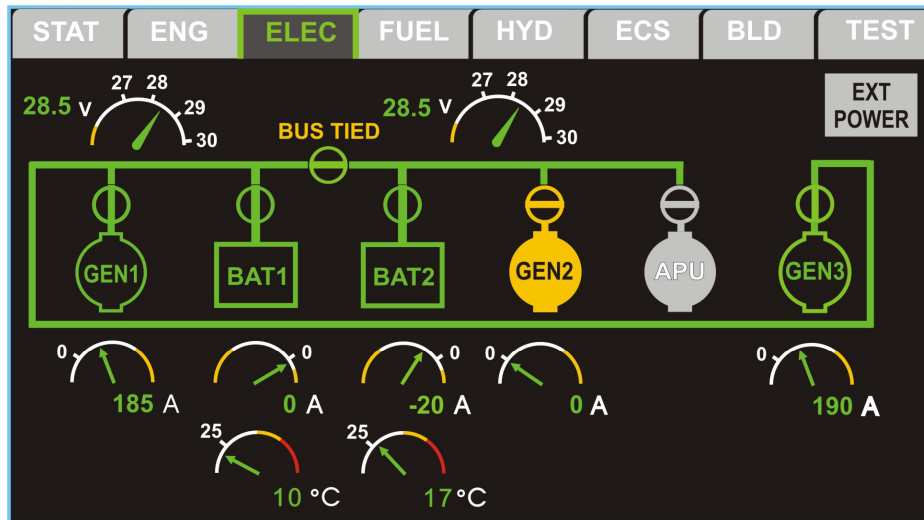 STAT ENG ELEC FUEL HYD ECS BLD TEST
28.5 V 27 28 29 30
28.5 V 27 28 29 30
EXT
POWER
BUS TIED
GEN1 BAT1 BAT2 GEN2 APU GEN3
0 0 0 0 0
185 A 0 A -20 A 0 A 190 A
25 25
10 °C 17 °C